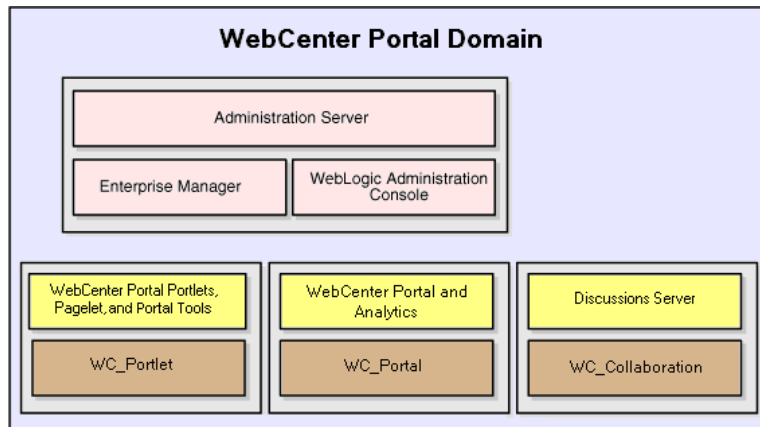 WebCenter Portal Domain
Administration Server
Enterprise Manager
WebLogic Administration
Console
WebCenter Portal Portlets,
Pagelet,and Portal Tools
WC_Portlet
WebCenter Portal and
Analytics
WC_Portal
Discussions Server
WC_Collaboration